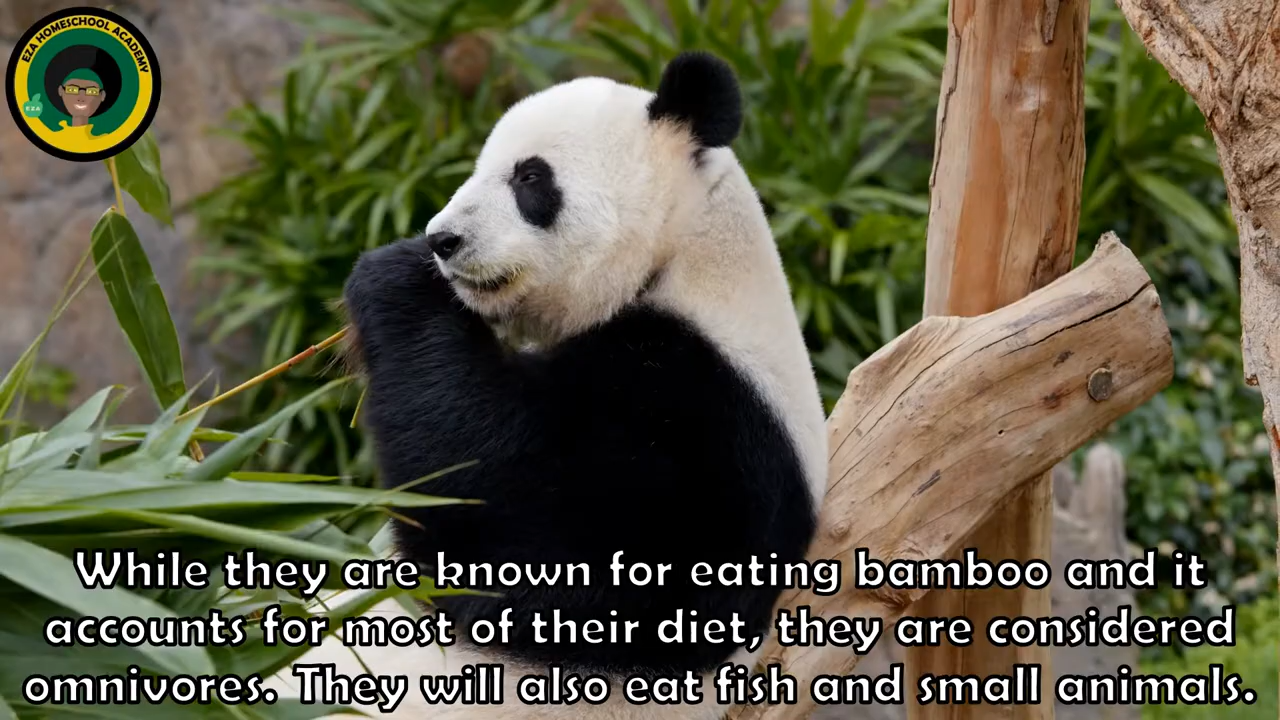 EZA HOMESCHOOL ACADEMY
EZA
While they are known for eating bamboo and it
accounts for most of their diet, they are considered
omnivores. They will also eat fish and small animals.